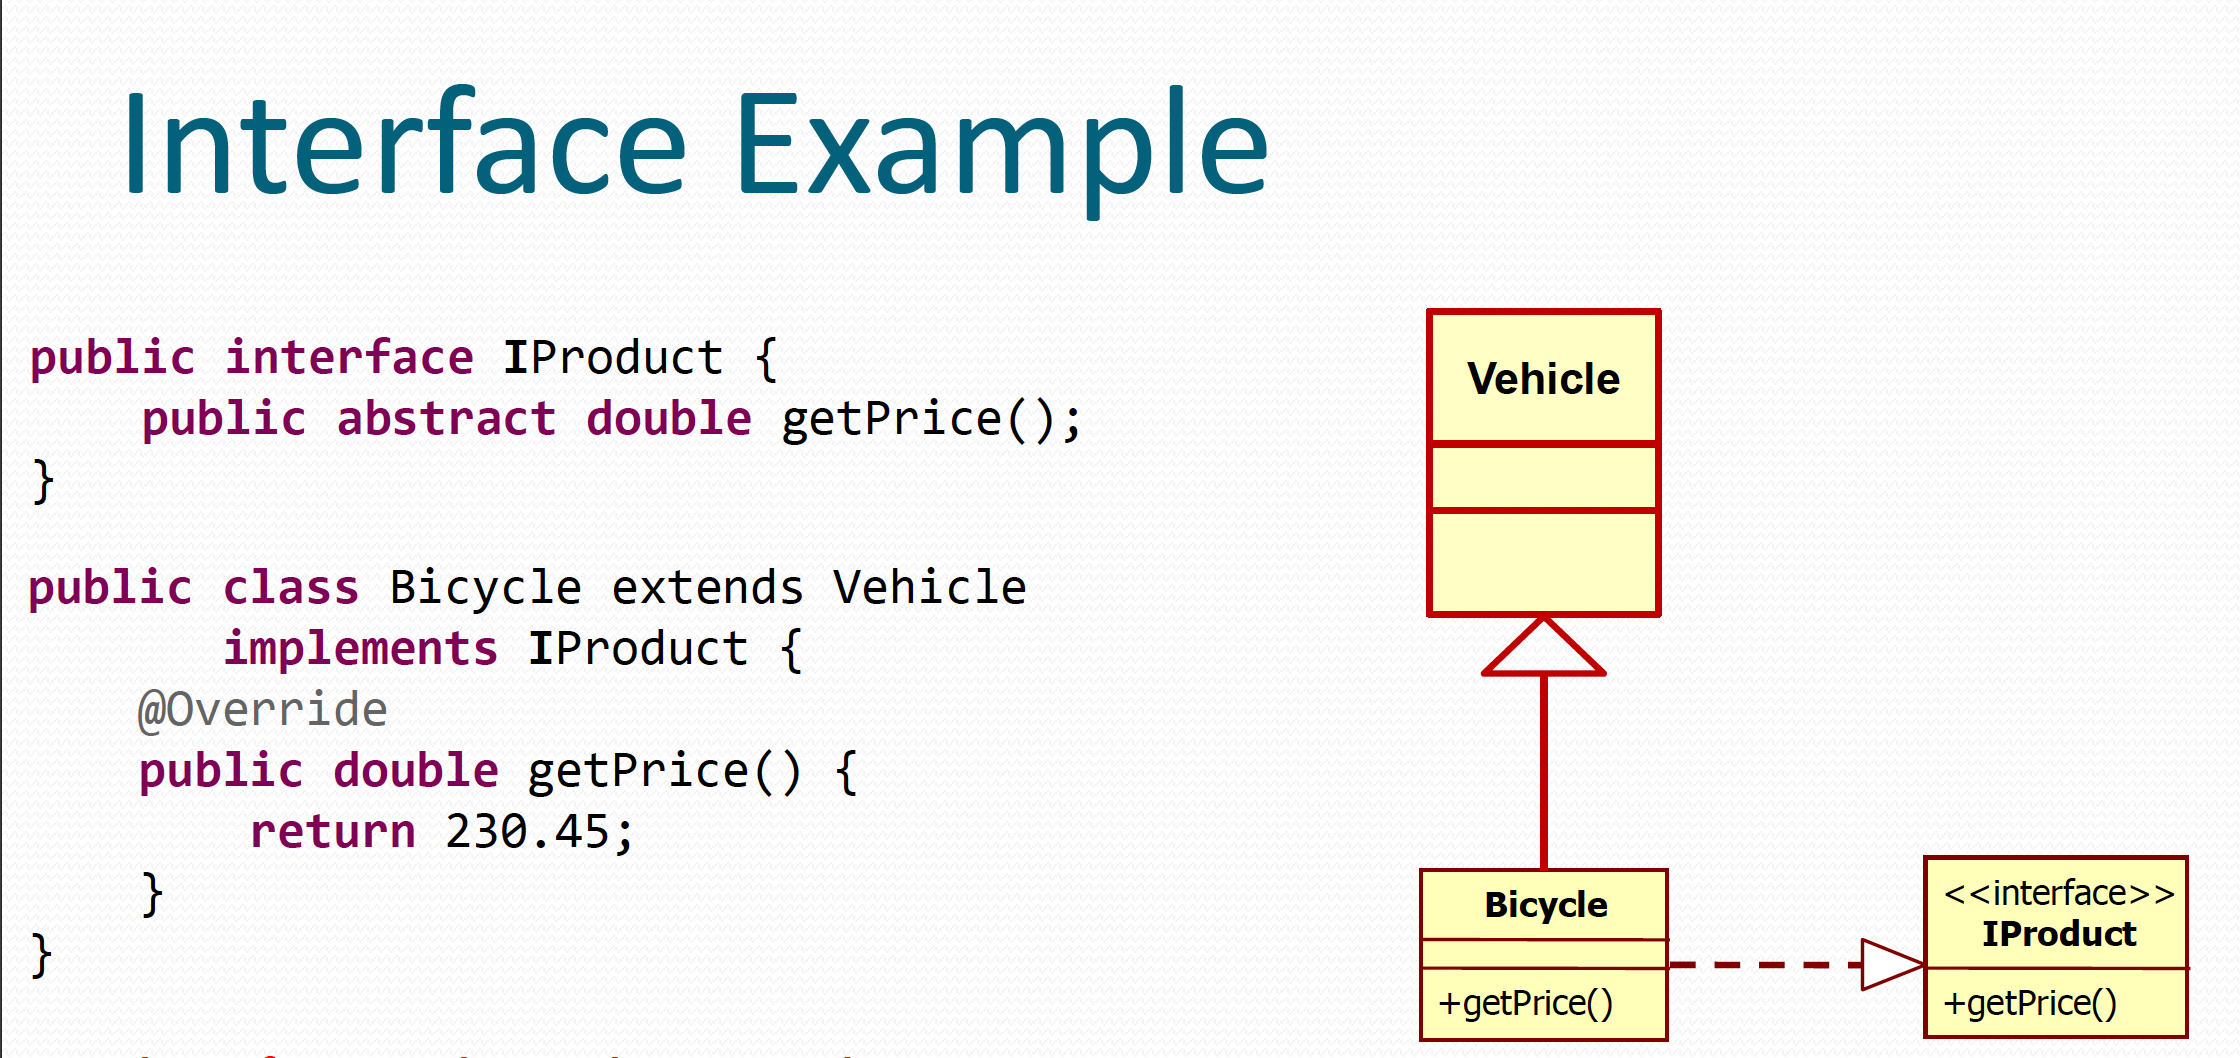 Interface Example
public interface IProduct {
public abstract double getPrice();
}
public class Bicycle extends Vehicle
implements IProduct {
@Override
public double getPrice() {
return 230.45;
}
}
Vehicle
Bicycle
+getPrice()
<<interface>>
IProduct
+getPrice()